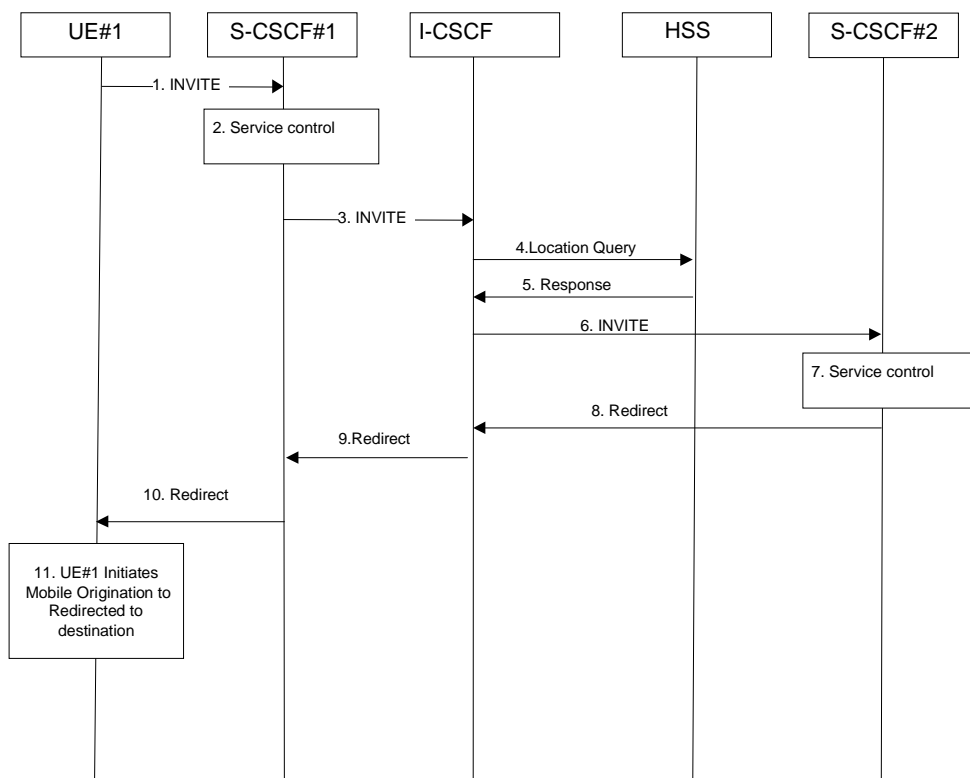 UE#1
S-CSCF#1
I-CSCF
HSS
S-CSCF#2
1. INVITE
2. Service control
3. INVITE
4.Location Query
5. Response
6. INVITE
7. Service control
8. Redirect
9.Redirect
10. Redirect
11. UE#1 Initiates
Mobile Origination to
Redirected to
destination